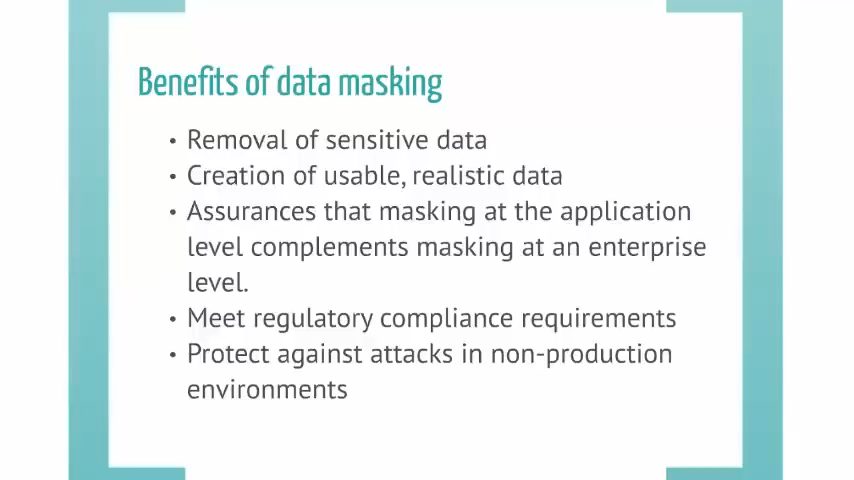 Benefits of data masking
• Removal of sensitive data
• Creation of usable, realistic data
• Assurances that masking at the application
level complements masking at an enterprise
level.
• Meet regulatory compliance requirements
• Protect against attacks in non-production
environments